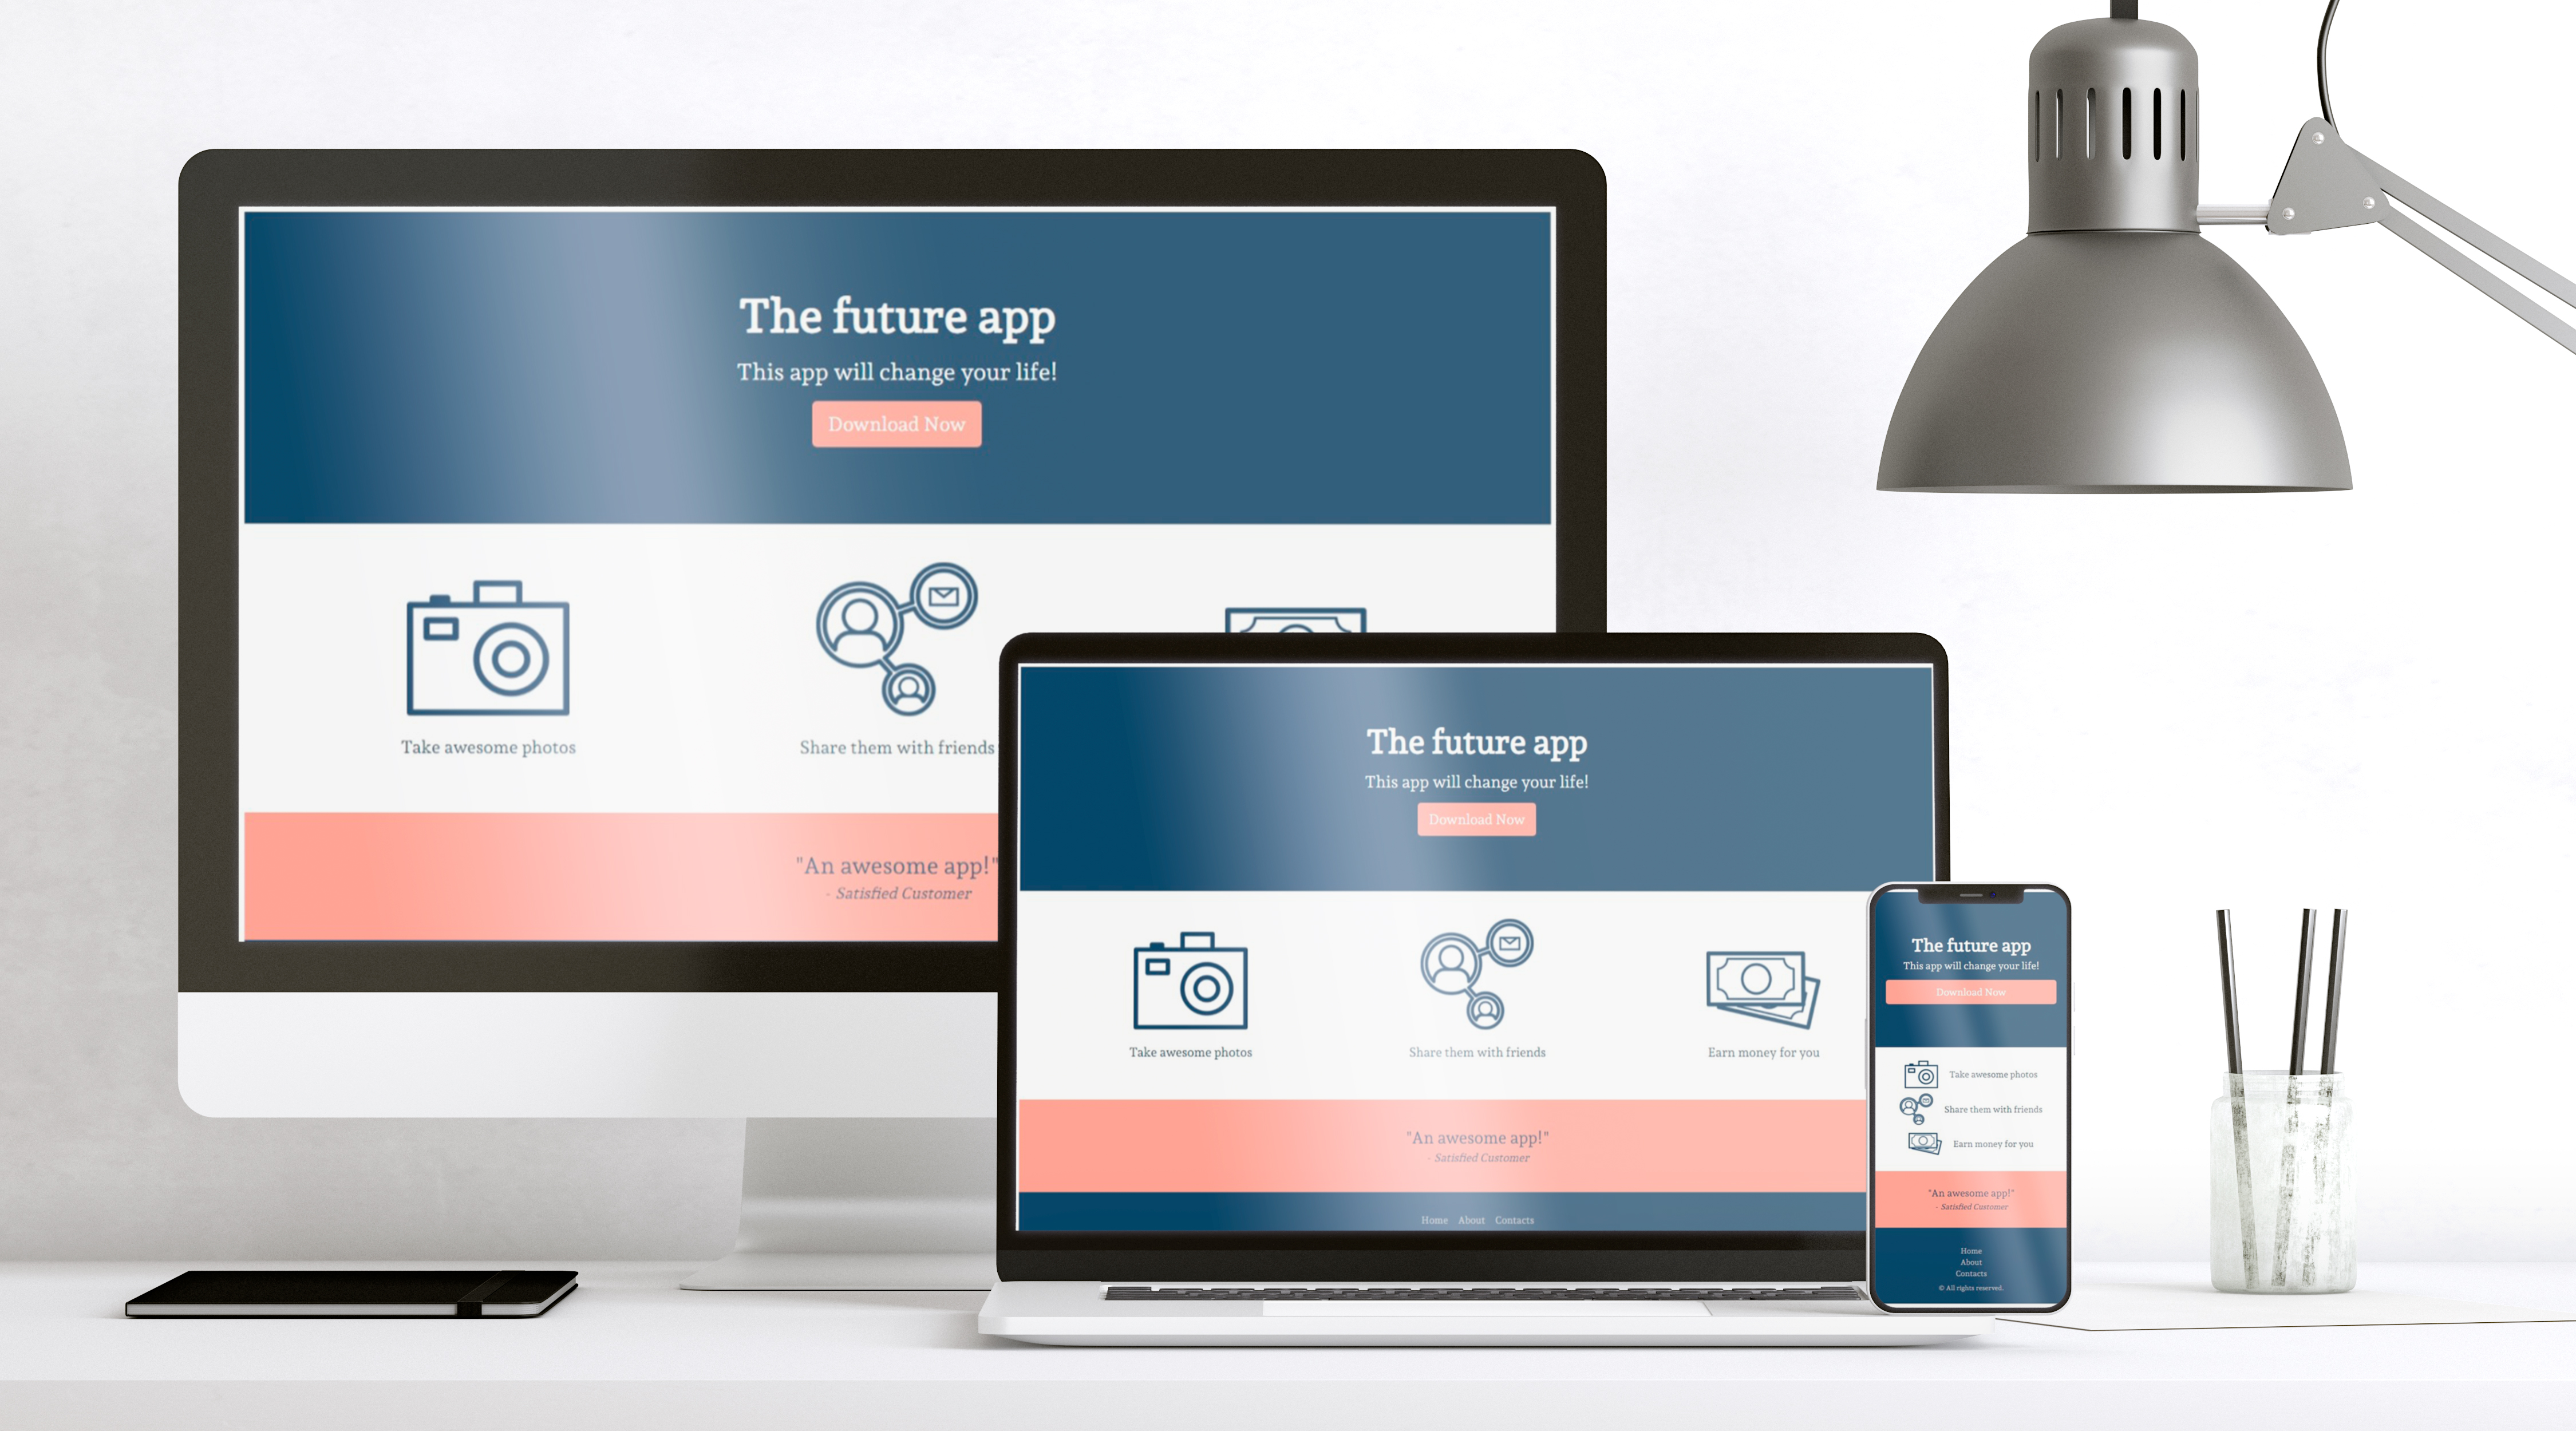 The future app
This app will change your life!
Download Now
Take awesome photos
Share them with friends
"An awesome app!"
- Satisfied Customer
The future app
This app will change your life!
Download Now
Take awesome photos
Share them with friends
Earn money for you
"An awesome app!"
- Satisfied Customer
Home About Contacts
The future app
This app will change your life!
Download Now
Take awesome photos
Share them with friends
Earn money for you
"An awesome app!"
- Satisfied Customer
Home
About
Contacts
© All rights reserved.